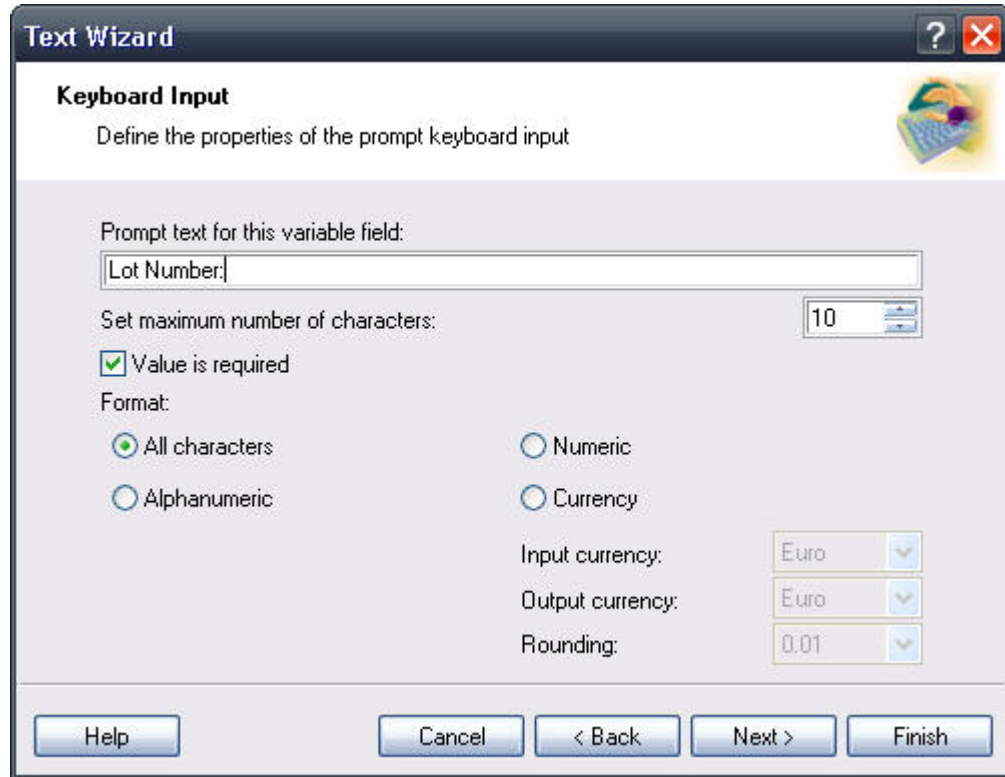 Text Wizard ?
Keyboard Input
Define the properties of the prompt keyboard input
Prompt text for this variable field:
Lot Number:
Set maximum number of characters: 10
Value is required
Format:
All characters Numeric
Alphanumeric Currency
Input currency: Euro
Output currency: Euro
Rounding: 0.01
Help Cancel < Back Next > Finish